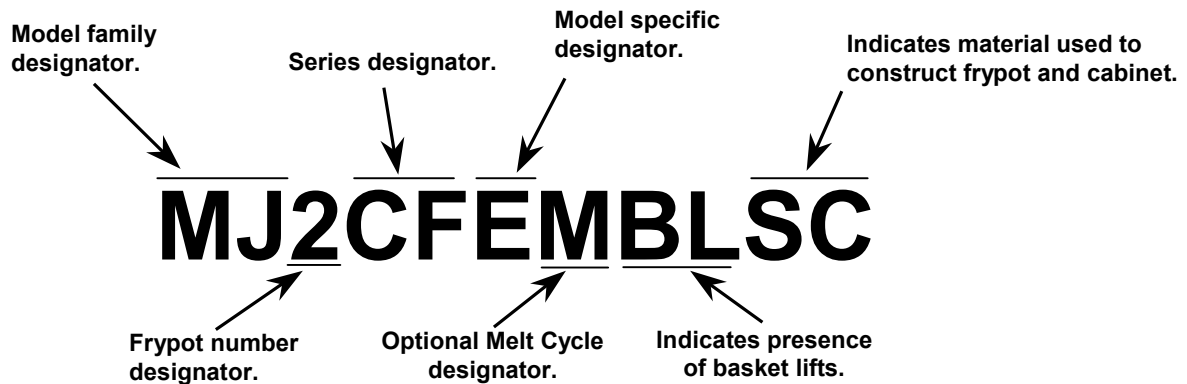 Model family
designator.
Series designator.
Model specific
designator.
Indicates material used to
construct frypot and cabinet.
MJ2CFEMBLSC
Frypot number
designator.
Optional Melt Cycle
designator.
Indicates presence
of basket lifts.